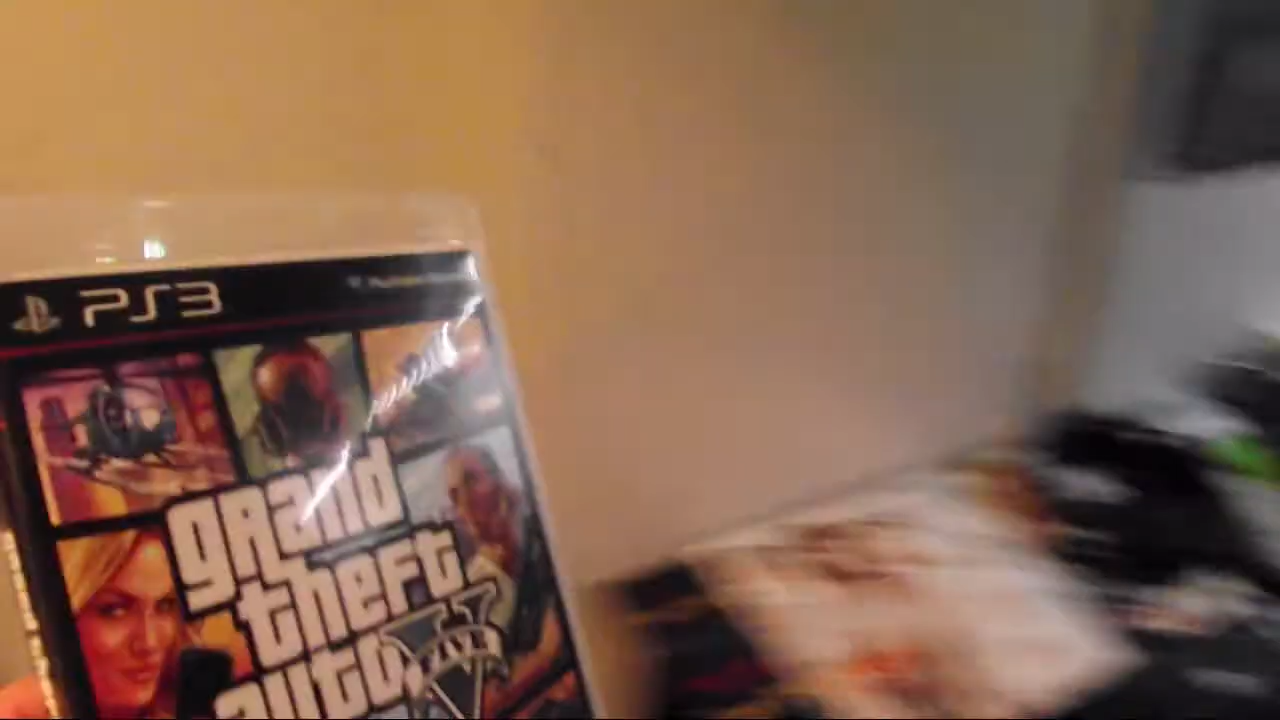 PS3
grand
theft
auto
V